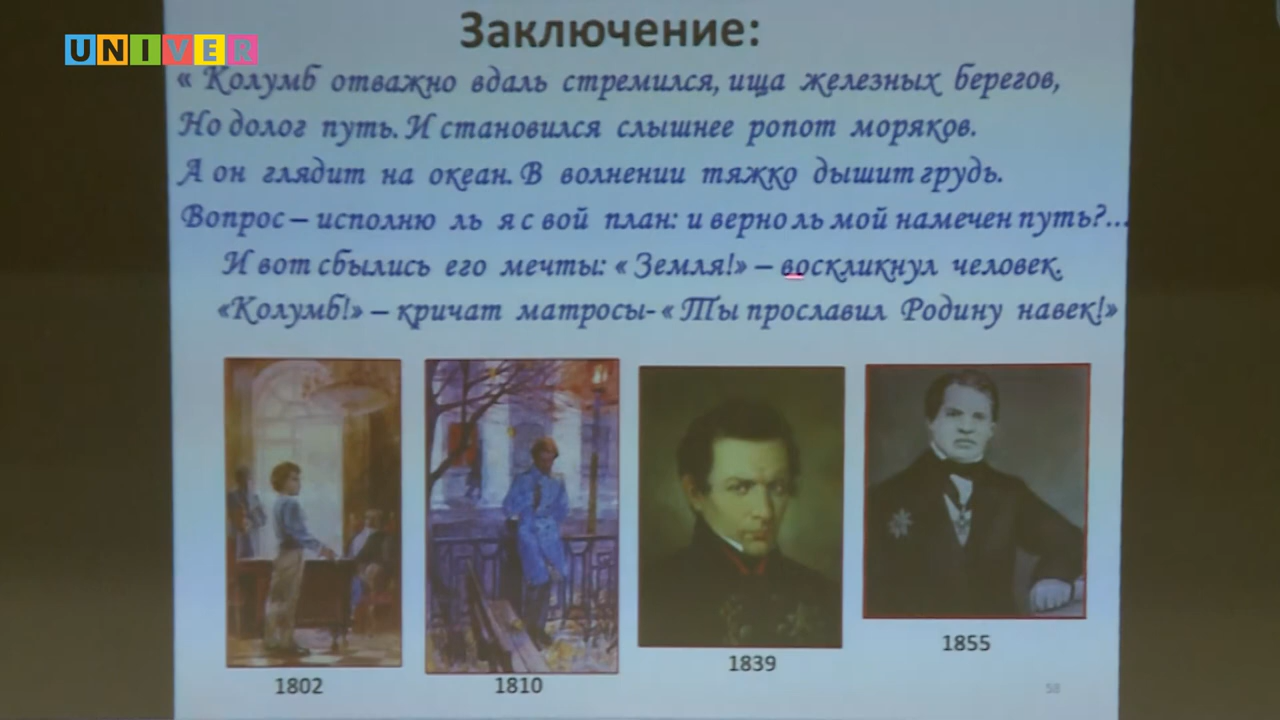 UNIVER
Заключение:
« Колумб отважно вдаль стремился, ища железных берегов,
Но долог путь. И становился слышнее ропот моряков.
А он глядит на океан. В волнении тяжко дышит грудь.
Вопрос – исполню ль я с вой план: и верно ль мой намечен путь?...
И вот сбылись его мечты: « Земля!» – воскликнул человек.
«Колумб!» – кричат матросы- « Ты прославил Родину навек!»
1802
1810
1839
1855
58